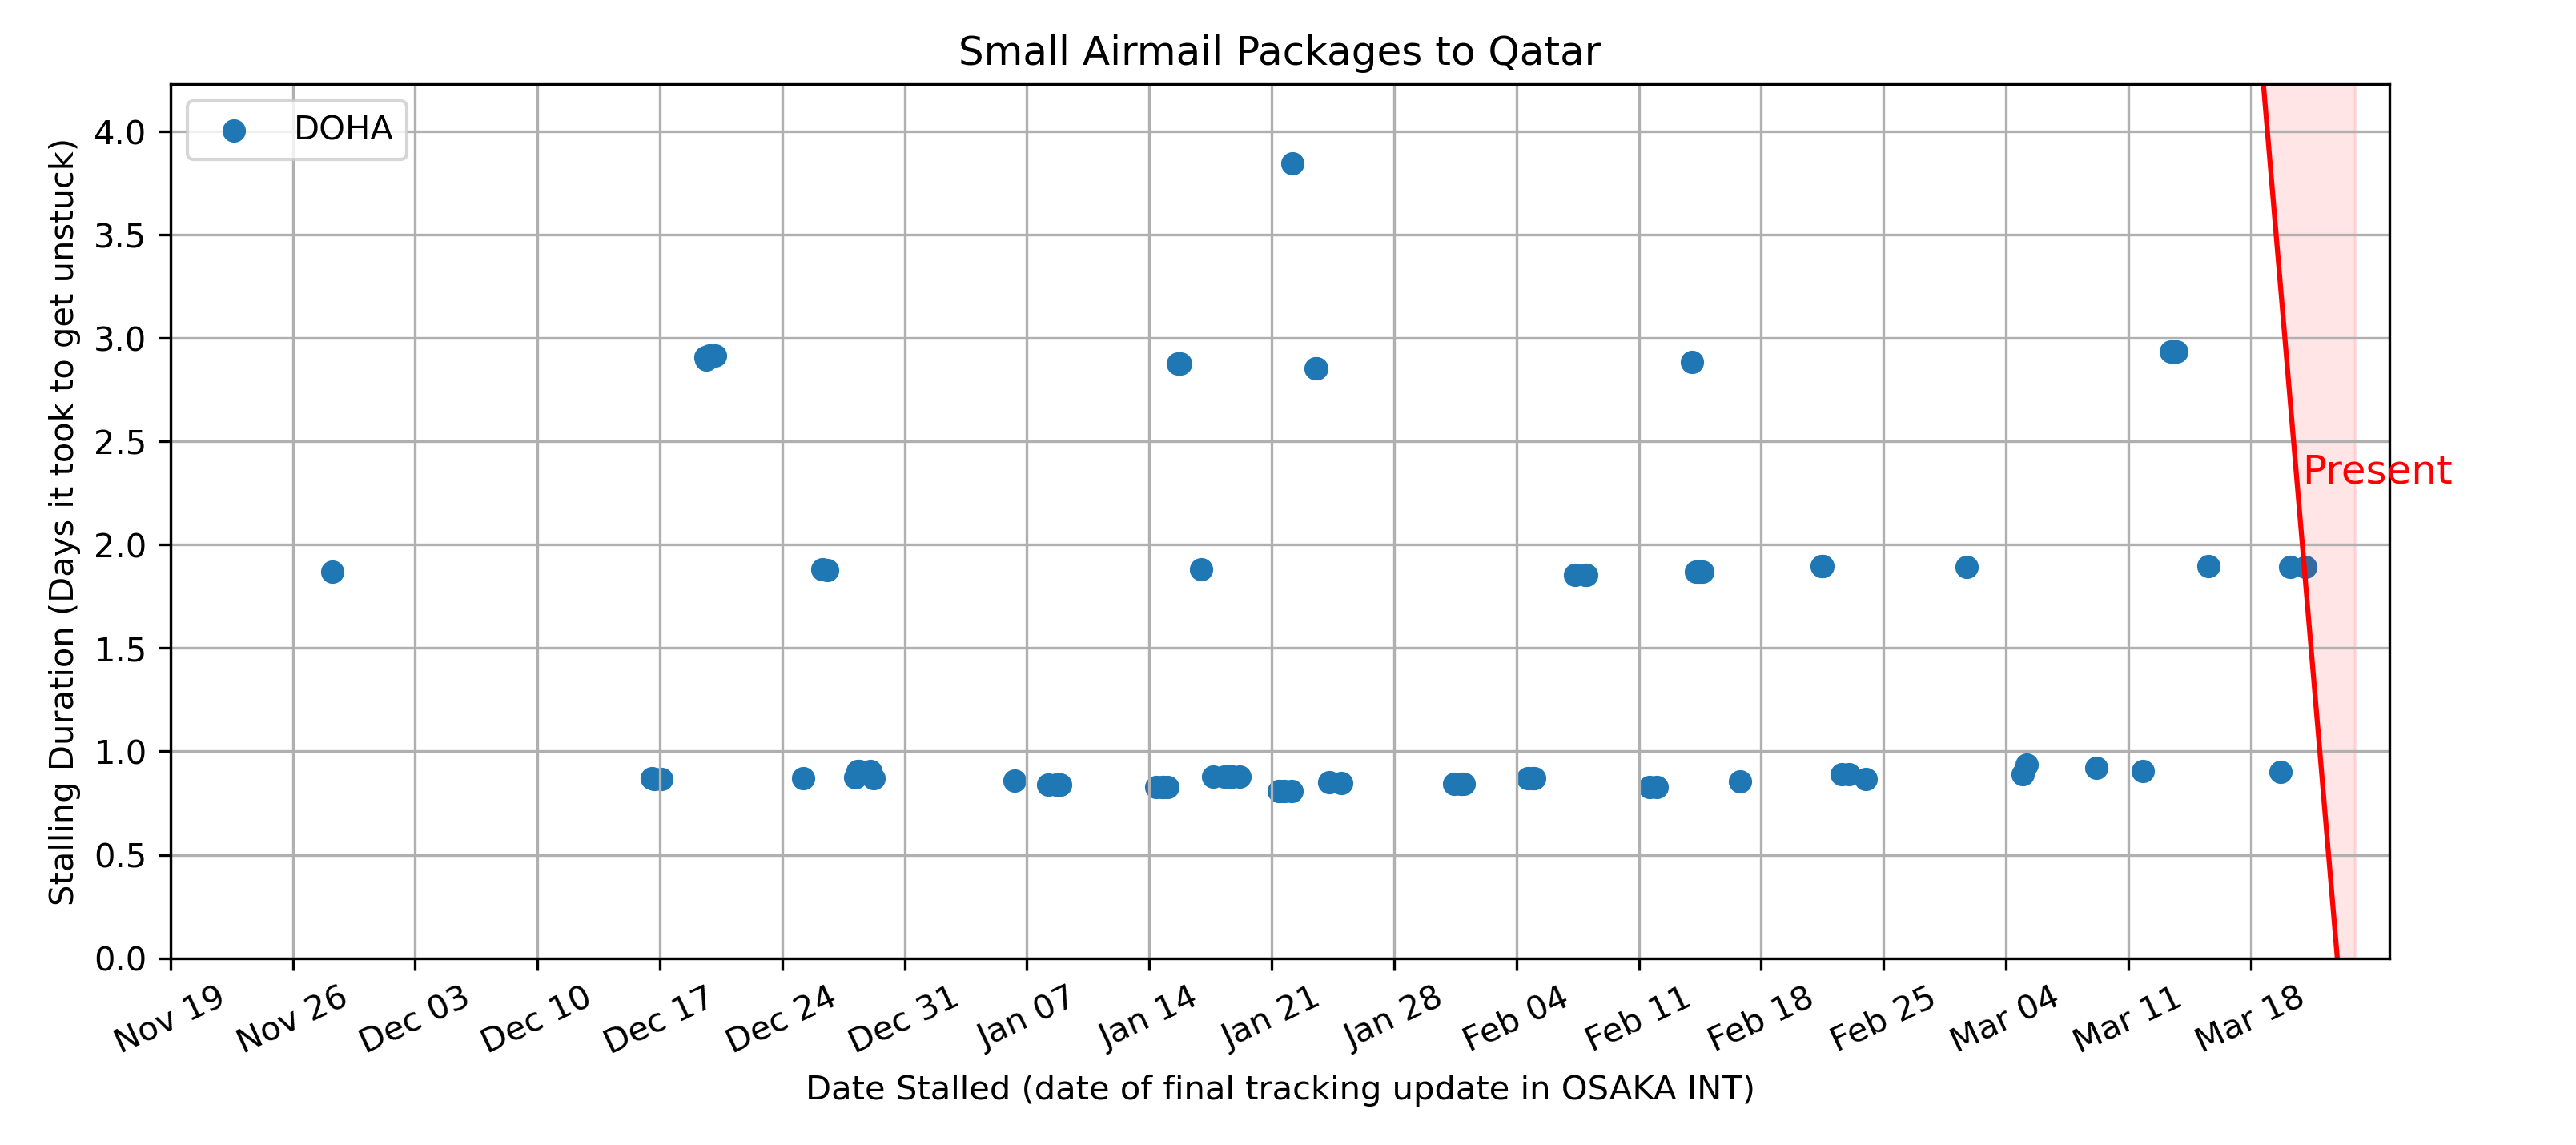 Small Airmail Packages to Qatar
DOHA
Stalling Duration (Days it took to get unstuck)
4.0
3.5
3.0
2.5
2.0
1.5
1.0
0.5
0.0
Present
Nov 19 Nov 26 Dec 03 Dec 10 Dec 17 Dec 24 Dec 31 Jan 07 Jan 14 Jan 21 Jan 28 Feb 04 Feb 11 Feb 18 Feb 25 Mar 04 Mar 11 Mar 18
Date Stalled (date of final tracking update in OSAKA INT)